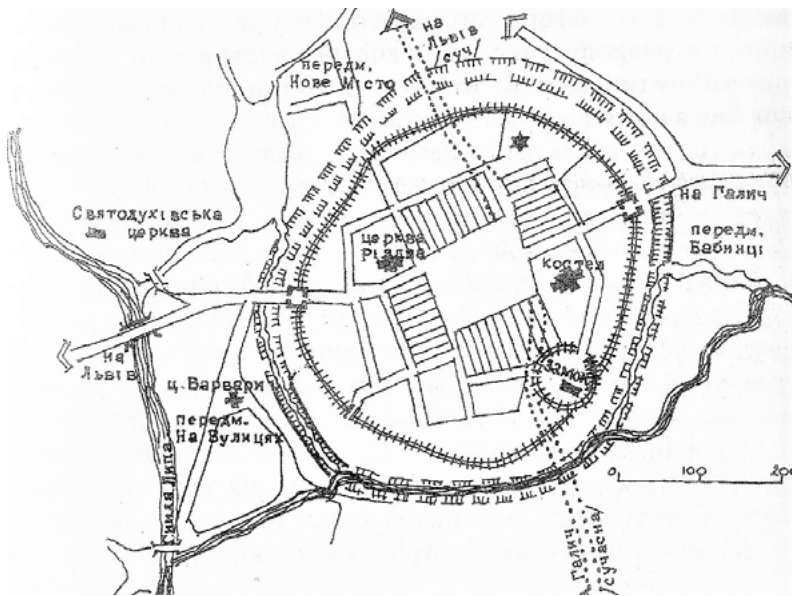 на
Львів
/суч/
передм.
Нове Місто
на Галич
передм.
Бабинці
Святодухівська
церква
церква
Різдва
костел
на
Львів
замок
ц. Варвари
передм.
На Вулицях
0 100 200
Гнила Липа
на Галич
/сучасна/